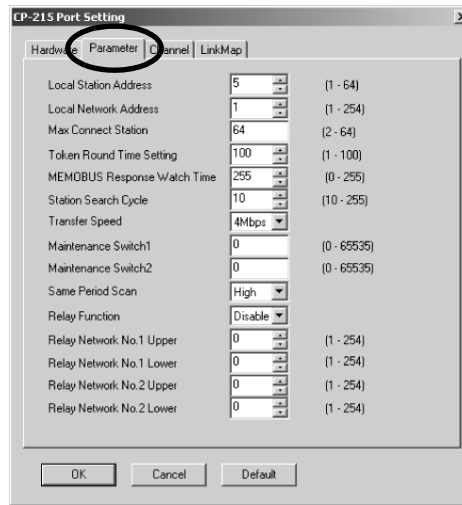 CP-215 Port Setting
Hardware Parameter Channel LinkMap
Local Station Address 5 (1 - 64)
Local Network Address 1 (1 - 254)
Max Connect Station 64 (2 - 64)
Token Round Time Setting 100 (1 - 100)
MEMOBUS Response Watch Time 255 (0 - 255)
Station Search Cycle 10 (10 - 255)
Transfer Speed 4Mbps
Maintenance Switch1 0 (0 - 65535)
Maintenance Switch2 0 (0 - 65535)
Same Period Scan High
Relay Function Disable
Relay Network No.1 Upper 0 (1 - 254)
Relay Network No.1 Lower 0 (1 - 254)
Relay Network No.2 Upper 0 (1 - 254)
Relay Network No.2 Lower 0 (1 - 254)
OK Cancel Default